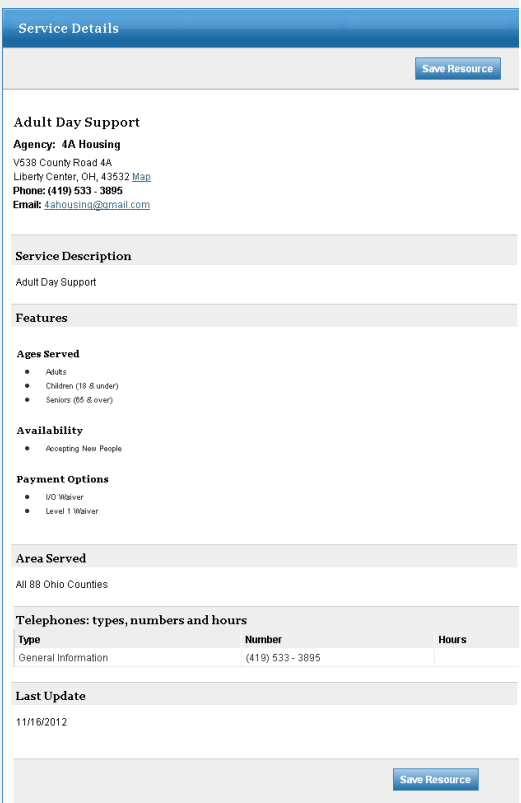 Service Details
Save Resource
Adult Day Support
Agency: 4A Housing
V538 County Road 4A
Liberty Center, OH, 43532 Map
Phone: (419) 533 - 3895
Email: 4ahousing@gmail.com
Service Description
Adult Day Support
Features
Ages Served
Adults
Children (18 & under)
Seniors (65 & over)
Availability
Accepting New People
Payment Options
I/O Waiver
Level 1 Waiver
Area Served
All 88 Ohio Counties
Telephones: types, numbers and hours
Type Number Hours
General Information (419) 533 - 3895
Last Update
11/16/2012
Save Resource